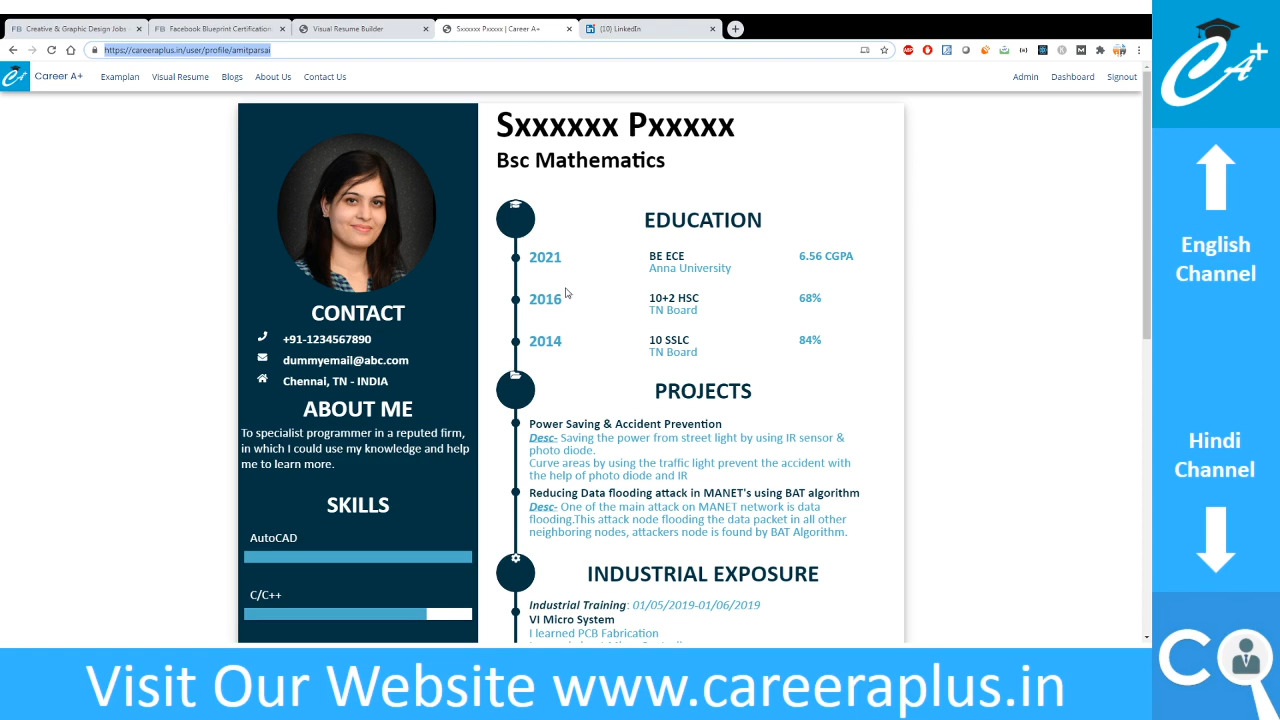 Creative & Graphic Design Jobs
Facebook Blueprint Certification
Visual Resume Builder
Sxxxxxx Pxxxxx | Career A+
(10) LinkedIn
https://careeraplus.in/user/profile/amitparsai
Career A+
Examplan
Visual Resume
Blogs
About Us
Contact Us
Admin
Dashboard
Signout
Sxxxxxx Pxxxxx
Bsc Mathematics
CONTACT
+91-1234567890
dummyemail@abc.com
Chennai, TN - INDIA
ABOUT ME
To specialist programmer in a reputed firm,
in which I could use my knowledge and help
me to learn more.
SKILLS
AutoCAD
C/C++
EDUCATION
2021 BE ECE 6.56 CGPA
Anna University
2016 10+2 HSC 68%
TN Board
2014 10 SSLC 84%
TN Board
PROJECTS
Power Saving & Accident Prevention
Desc- Saving the power from street light by using IR sensor &
photo diode.
Curve areas by using the traffic light prevent the accident with
the help of photo diode and IR
Reducing Data flooding attack in MANET's using BAT algorithm
Desc- One of the main attack on MANET network is data
flooding.This attack node flooding the data packet in all other
neighboring nodes, attackers node is found by BAT Algorithm.
INDUSTRIAL EXPOSURE
Industrial Training: 01/05/2019-01/06/2019
VI Micro System
I learned PCB Fabrication
CA+
English
Channel
Hindi
Channel
Visit Our Website www.careeraplus.in